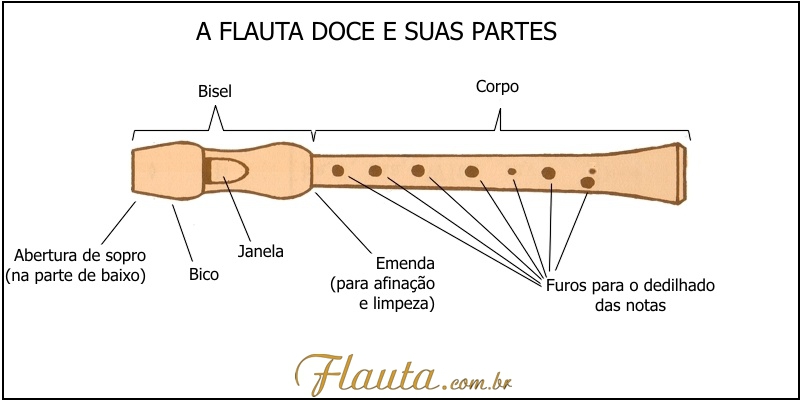 A FLAUTA DOCE E SUAS PARTES
Bisel
Corpo
Abertura de sopro
(na parte de baixo)
Bico
Janela
Emenda
(para afinação
e limpeza)
Furos para o dedilhado
das notas
Flauta.com.br